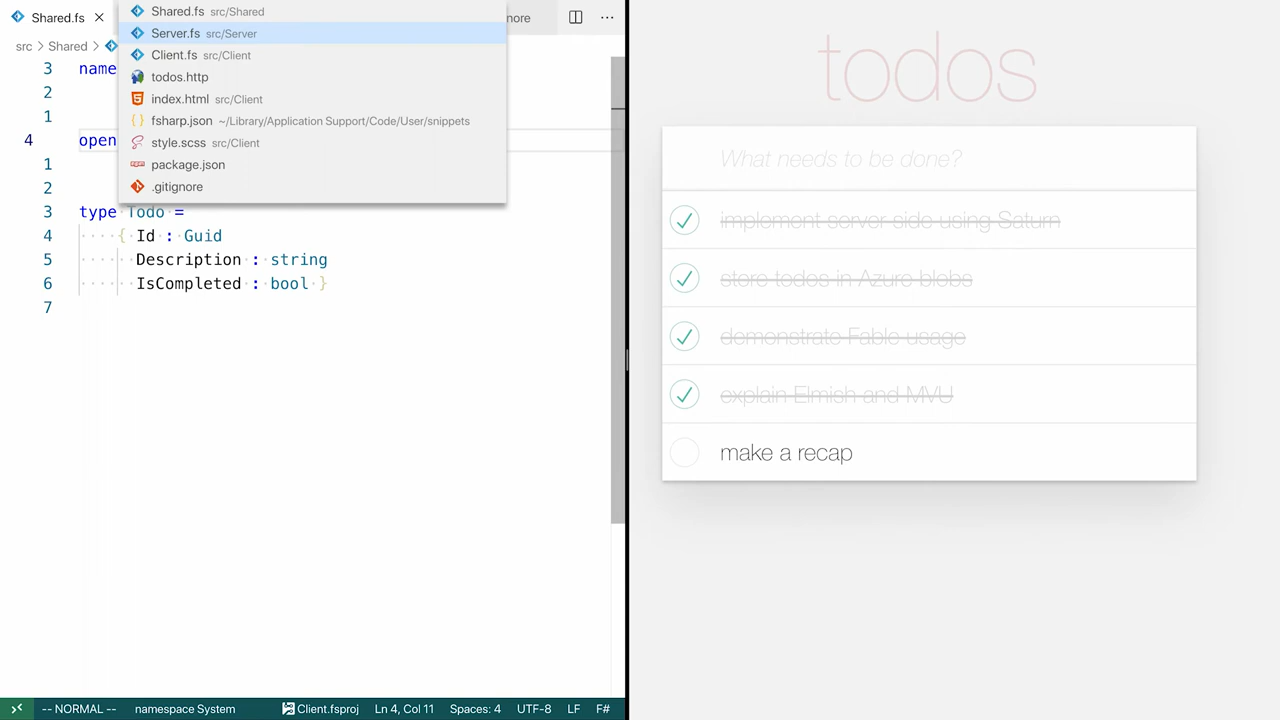 Shared.fs
nore
src > Shared >
Shared.fs src/Shared
Server.fs src/Server
Client.fs src/Client
todos.http
index.html src/Client
fsharp.json ~/Library/Application Support/Code/User/snippets
style.scss src/Client
package.json
.gitignore
3 name
2
1
4 open
1
2
3 type Todo =
4 ····{ Id : Guid
5 ······Description : string
6 ······IsCompleted : bool }
7
-- NORMAL -- namespace System Client.fsproj Ln 4, Col 11 Spaces: 4 UTF-8 LF F#
todos
What needs to be done?
implement server side using Saturn
store todos in Azure blobs
demonstrate Fable usage
explain Elmish and MVU
make a recap